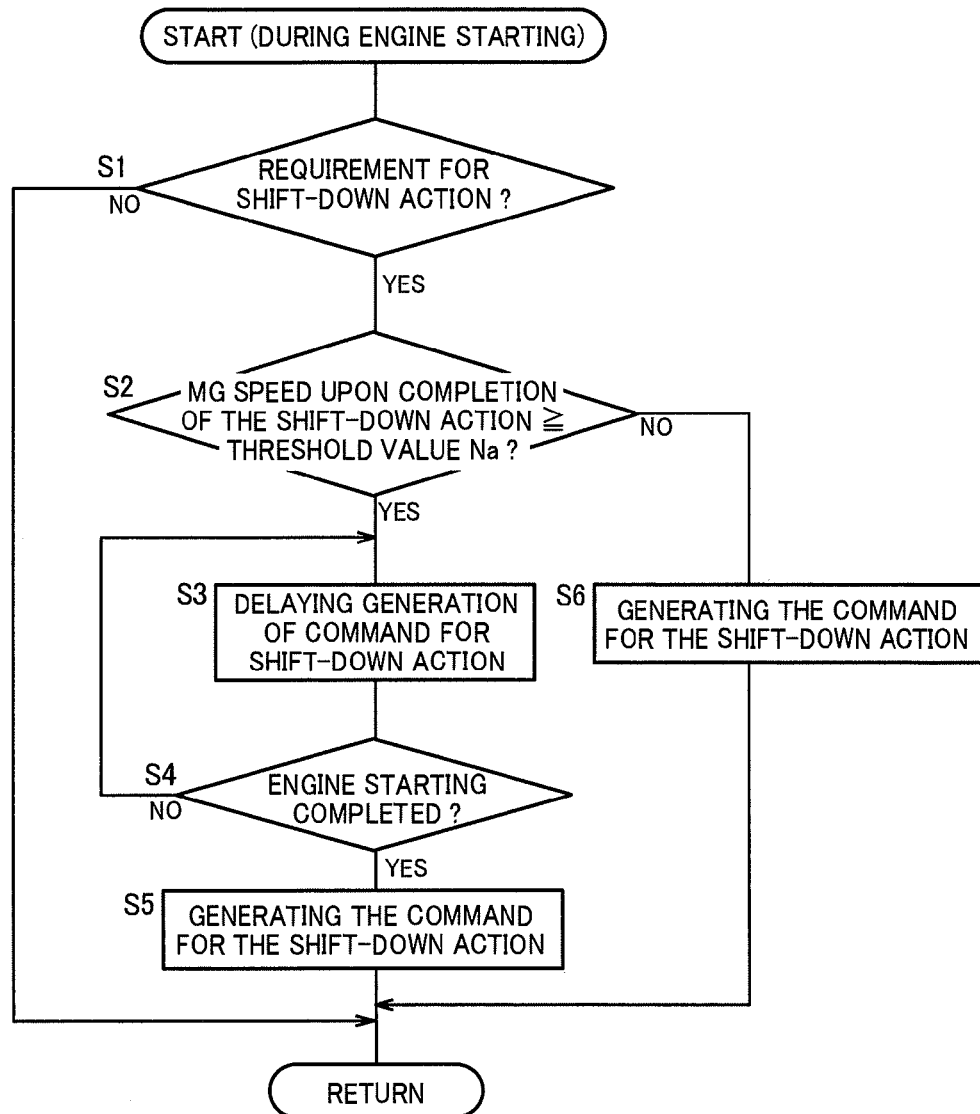 START (DURING ENGINE STARTING)
S1
REQUIREMENT FOR
SHIFT-DOWN ACTION ?
NO
YES
S2
MG SPEED UPON COMPLETION
OF THE SHIFT-DOWN ACTION ≧
THRESHOLD VALUE Na ?
NO
YES
S3
DELAYING GENERATION
OF COMMAND FOR
SHIFT-DOWN ACTION
S6
GENERATING THE COMMAND
FOR THE SHIFT-DOWN ACTION
S4
ENGINE STARTING
COMPLETED ?
NO
YES
S5
GENERATING THE COMMAND
FOR THE SHIFT-DOWN ACTION
RETURN